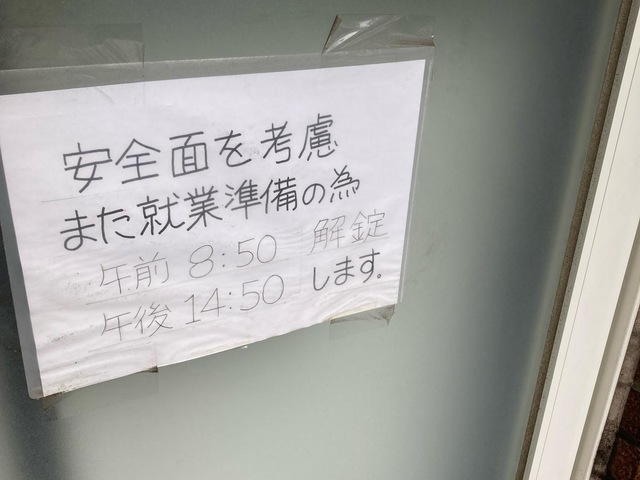 安全面を考慮
また就業準備の為
午前 8:50 解錠
午後 14:50 します。